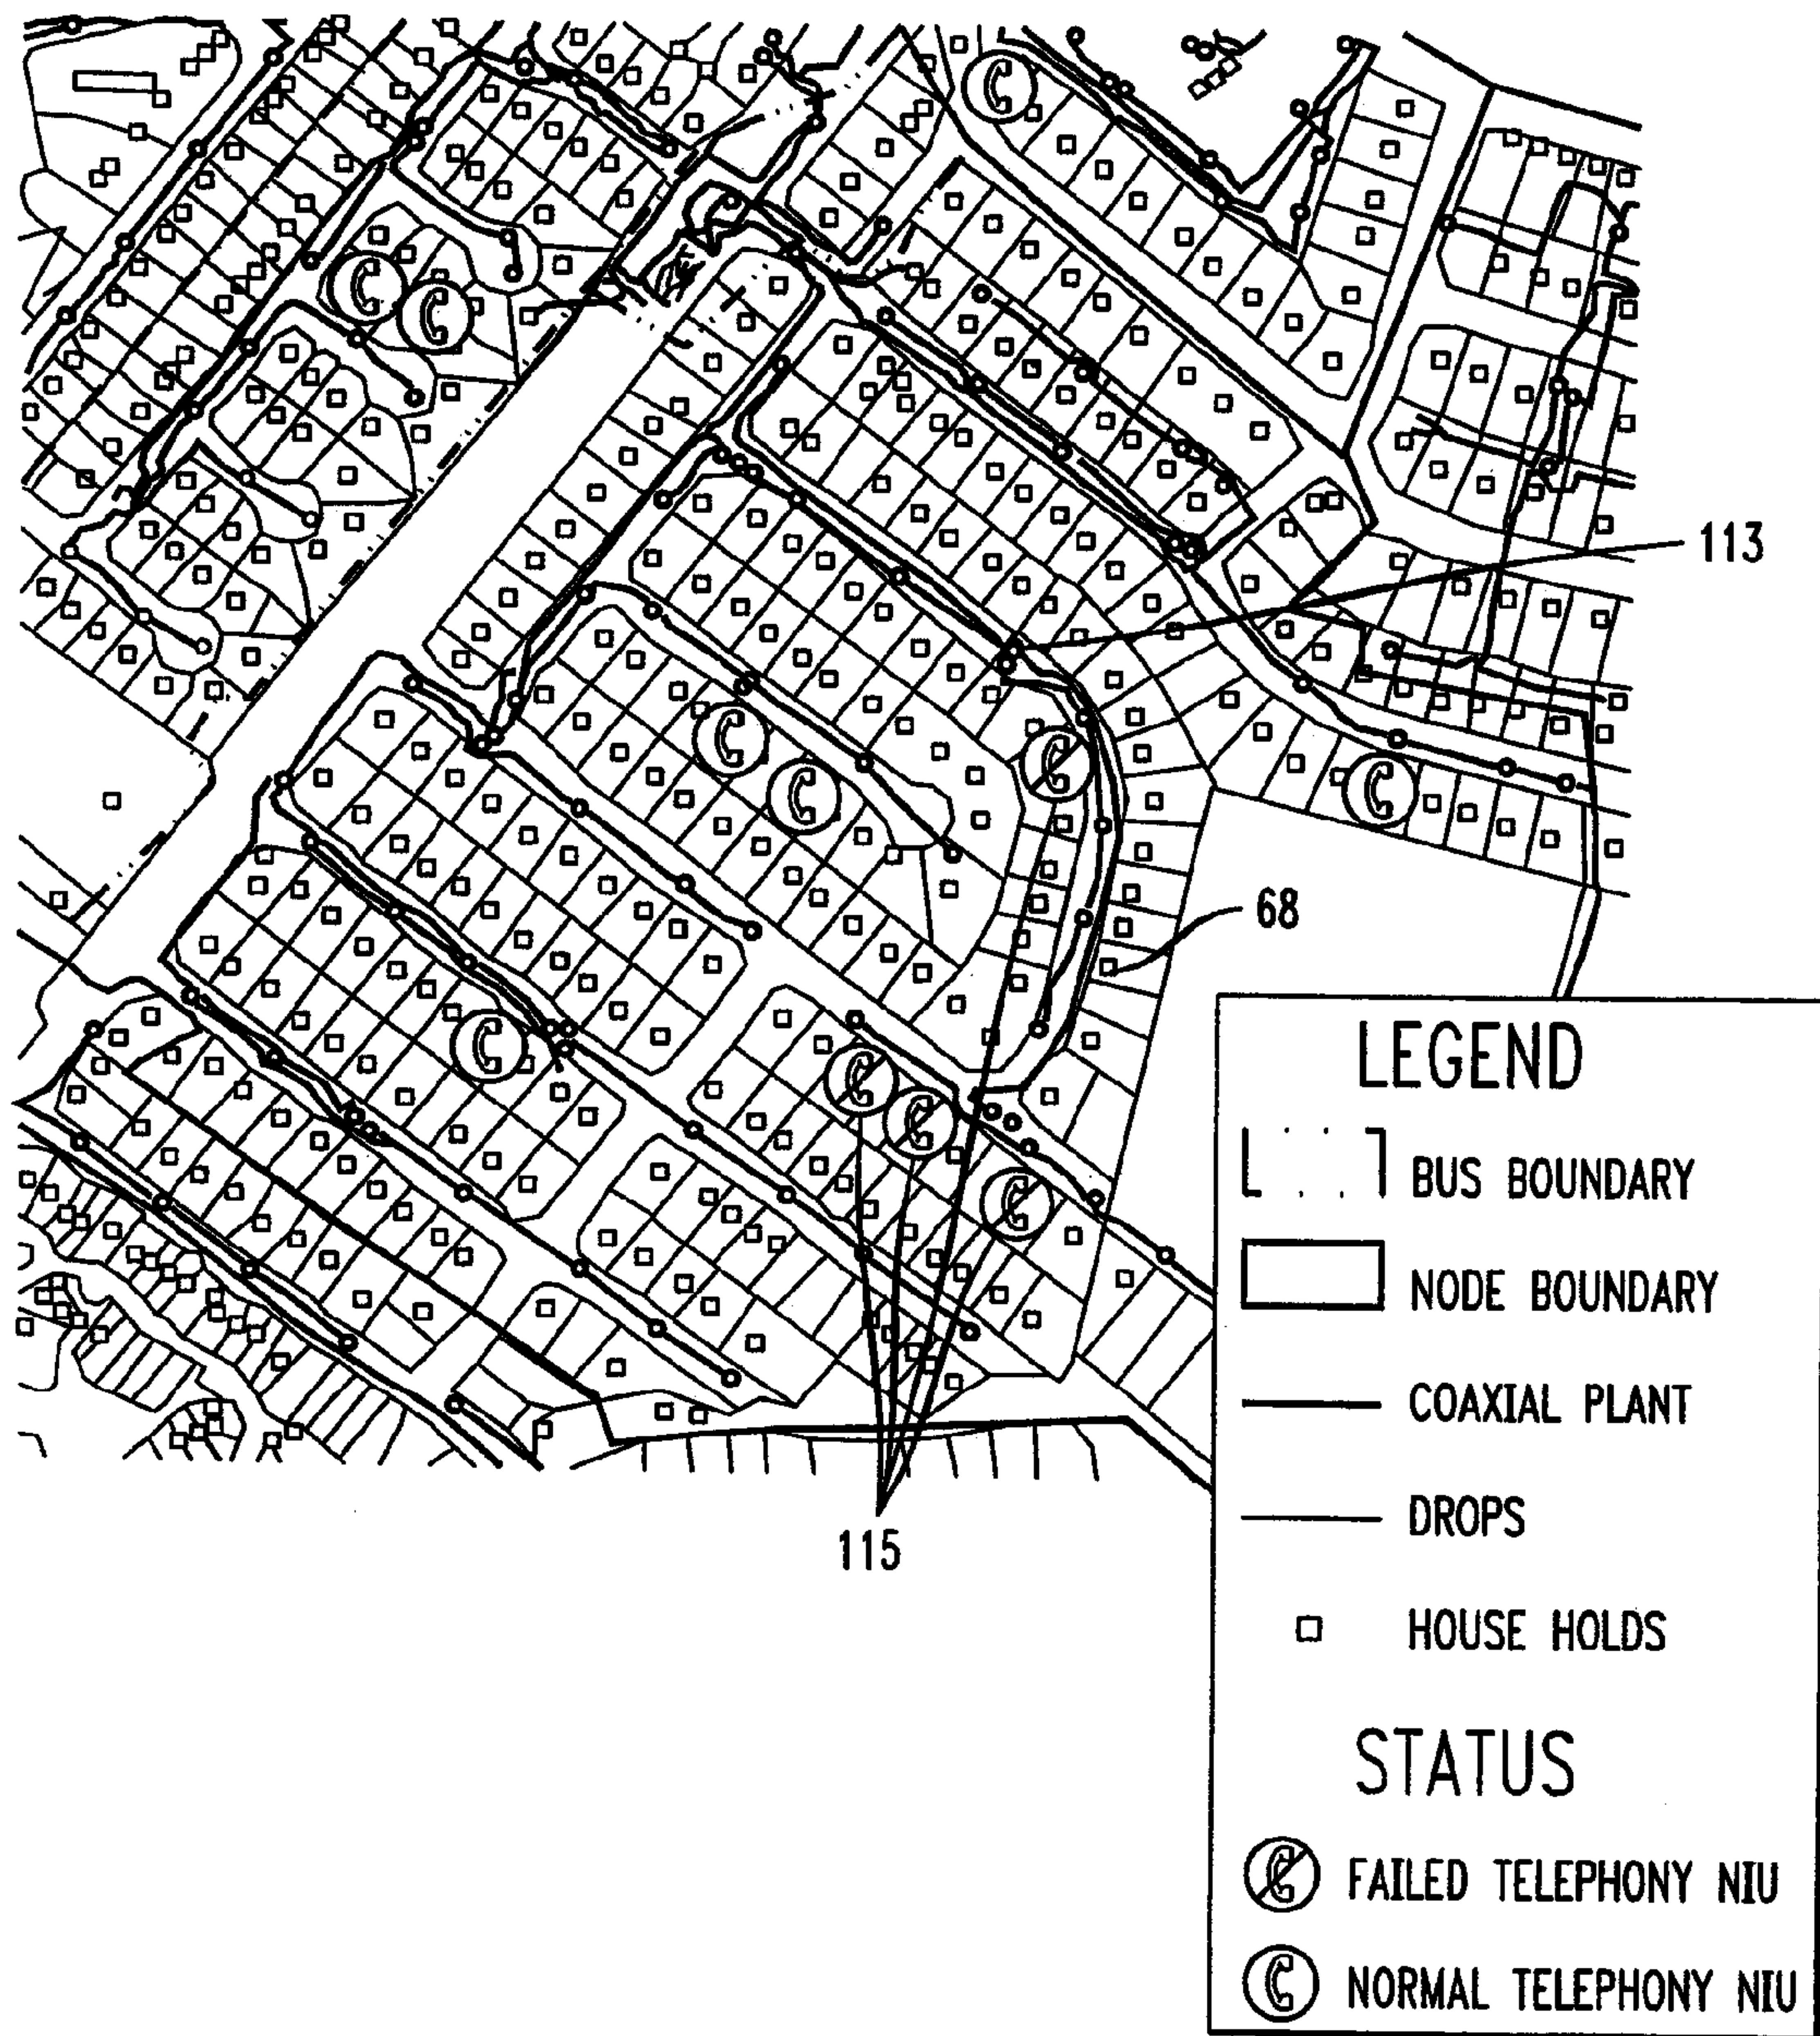 113
68
115
LEGEND
BUS BOUNDARY
NODE BOUNDARY
COAXIAL PLANT
DROPS
HOUSE HOLDS
STATUS
FAILED TELEPHONY NIU
NORMAL TELEPHONY NIU